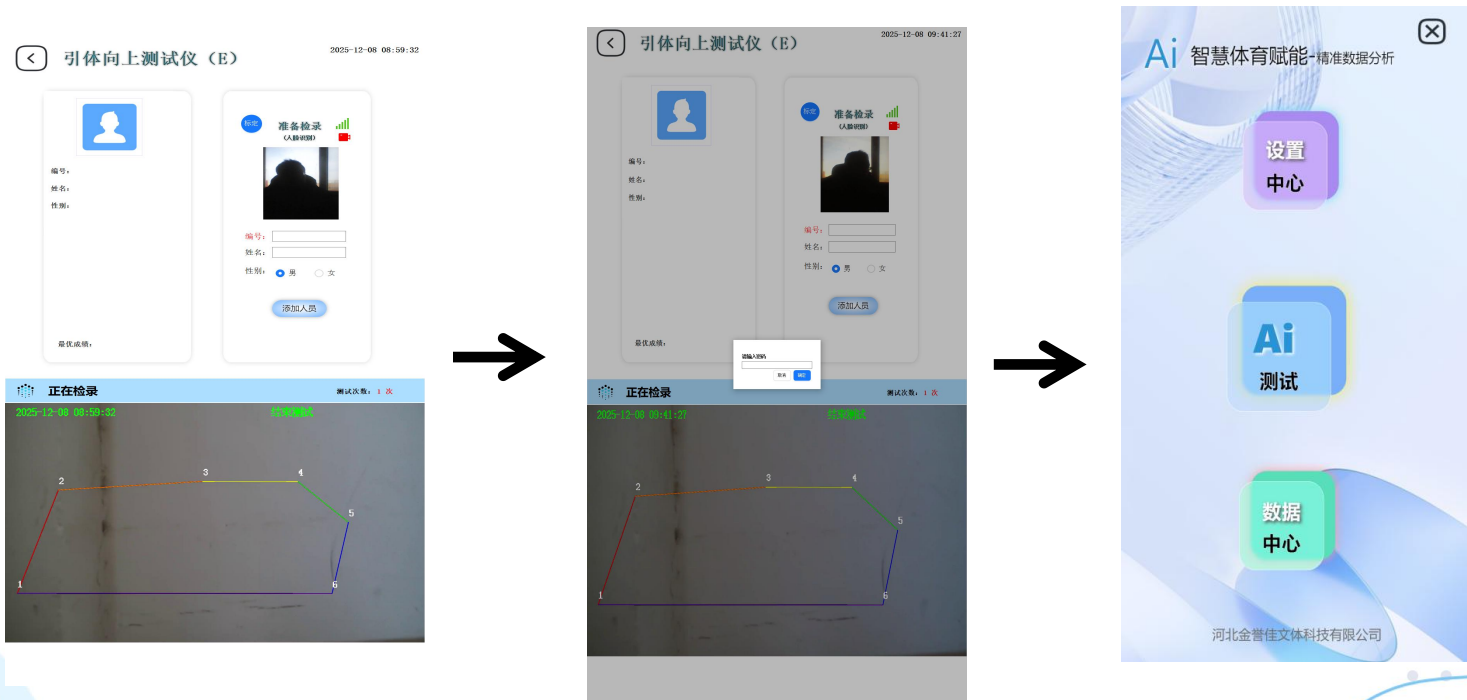 引体向上测试仪（E）
2025-12-08 08:59:32
标定
准备检录
（人脸识别）
编号：
姓名：
性别：
编号：
姓名：
性别：
男
女
添加人员
最优成绩：
正在检录
测试次数： 1 次
2025-12-08 08:59:32
结束测试
1
2
3
4
5
6
引体向上测试仪（E）
2025-12-08 09:41:27
标定
准备检录
（人脸识别）
编号：
姓名：
性别：
编号：
姓名：
性别：
男
女
添加人员
最优成绩：
请输入密码
取消
确定
正在检录
测试次数： 1 次
2025-12-08 09:41:27
结束测试
1
2
3
4
5
6
Ai 智慧体育赋能-精准数据分析
设置
中心
Ai
测试
数据
中心
河北金誉佳文体科技有限公司